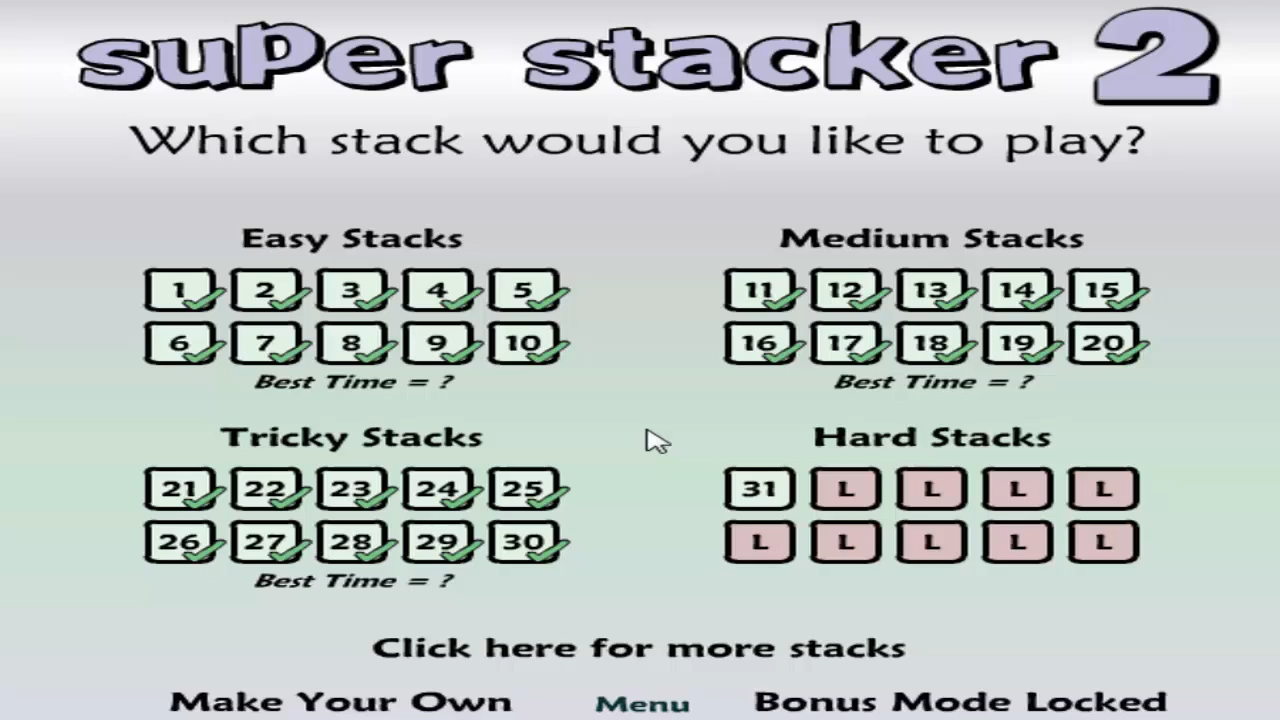 super stacker 2
Which stack would you like to play?
Easy Stacks
1 2 3 4 5
6 7 8 9 10
Best Time = ?
Medium Stacks
11 12 13 14 15
16 17 18 19 20
Best Time = ?
Tricky Stacks
21 22 23 24 25
26 27 28 29 30
Best Time = ?
Hard Stacks
31 L L L L
L L L L L
Click here for more stacks
Make Your Own Menu Bonus Mode Locked